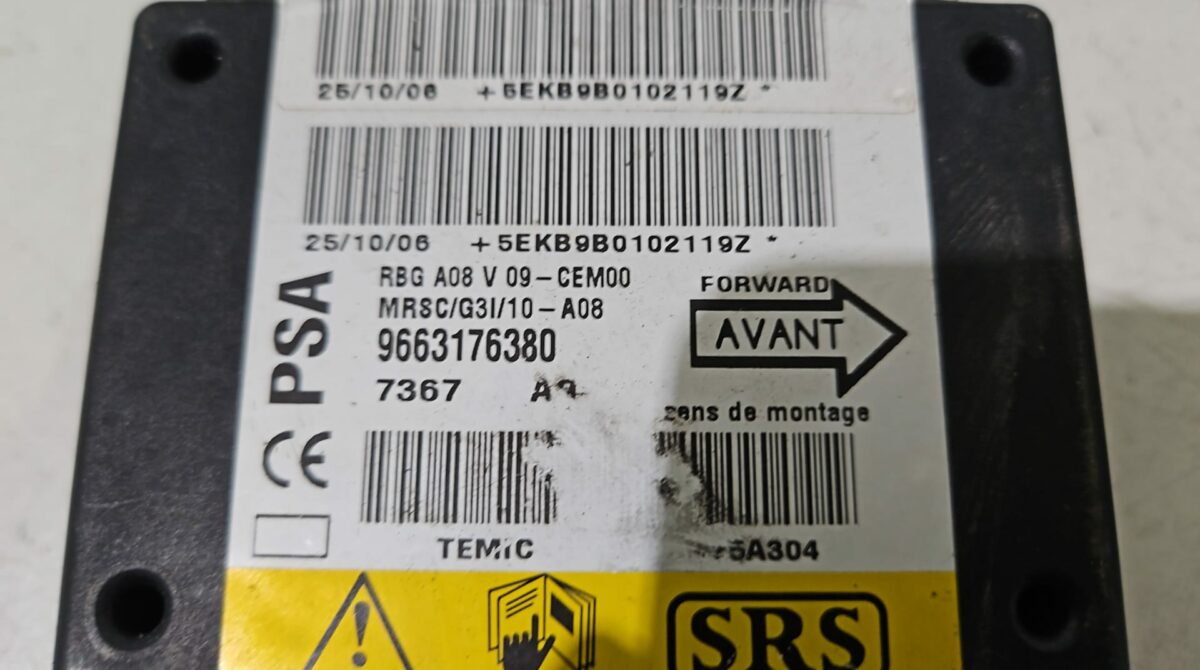 25/10/06 +5EKB9B0102119Z *
25/10/06 +5EKB9B0102119Z *
PSA
RBG A08 V 09-CEM00
MRSC/G3I/10-A08
9663176380
7367
FORWARD
AVANT
sens de montage
CE
TEMIC
5A304
SRS